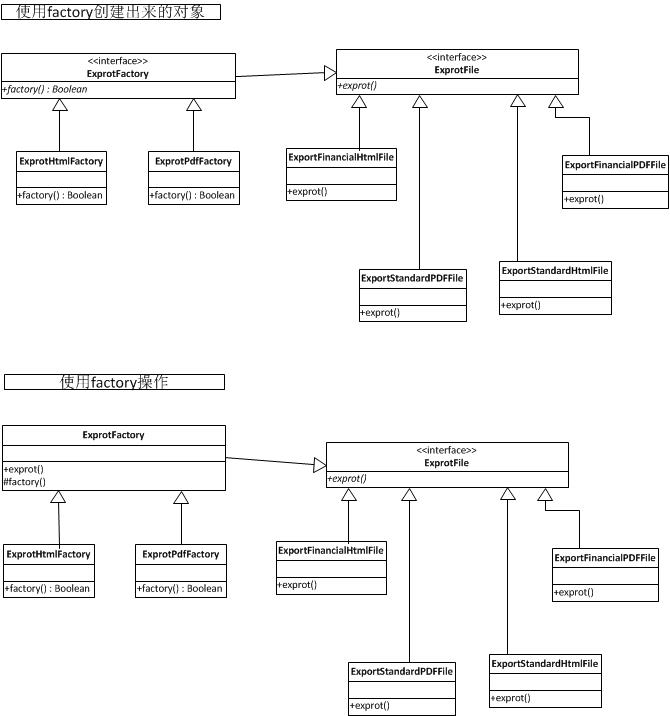 使用factory创建出来的对象
<<interface>>
ExprotFactory
+factory() : Boolean
<<interface>>
ExprotFile
+exprot()
ExprotHtmlFactory
+factory() : Boolean
ExprotPdfFactory
+factory() : Boolean
ExportFinancialHtmlFile
+exprot()
ExportFinancialPDFFile
+exprot()
ExportStandardPDFFile
+exprot()
ExportStandardHtmlFile
+exprot()
使用factory操作
ExprotFactory
+exprot()
#factory()
<<interface>>
ExprotFile
+exprot()
ExprotHtmlFactory
+factory() : Boolean
ExprotPdfFactory
+factory() : Boolean
ExportFinancialHtmlFile
+exprot()
ExportFinancialPDFFile
+exprot()
ExportStandardPDFFile
+exprot()
ExportStandardHtmlFile
+exprot()